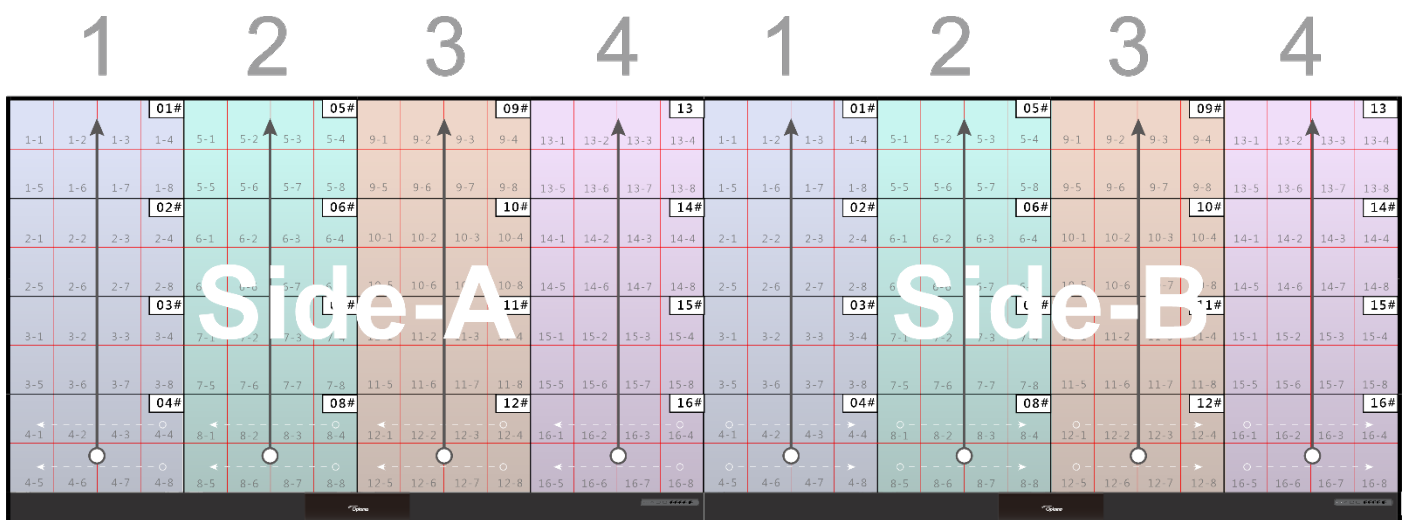 1 2 3 4 1 2 3 4
01# 05# 09# 13 01# 05# 09# 13
1-1 1-2 1-3 1-4 5-1 5-2 5-3 5-4 9-1 9-2 9-3 9-4 13-1 13-2 13-3 13-4 1-1 1-2 1-3 1-4 5-1 5-2 5-3 5-4 9-1 9-2 9-3 9-4 13-1 13-2 13-3 13-4
1-5 1-6 1-7 1-8 5-5 5-6 5-7 5-8 9-5 9-6 9-7 9-8 13-5 13-6 13-7 13-8 1-5 1-6 1-7 1-8 5-5 5-6 5-7 5-8 9-5 9-6 9-7 9-8 13-5 13-6 13-7 13-8
02# 06# 10# 14# 02# 06# 10# 14#
2-1 2-2 2-3 2-4 6-1 6-2 6-3 6-4 10-1 10-2 10-3 10-4 14-1 14-2 14-3 14-4 2-1 2-2 2-3 2-4 6-1 6-2 6-3 6-4 10-1 10-2 10-3 10-4 14-1 14-2 14-3 14-4
2-5 2-6 2-7 2-8 10-6 10-7 10-8 14-5 14-6 14-7 14-8 2-5 2-6 2-7 2-8 10-8 14-5 14-6 14-7 14-8
Side-A Side-B
03# 11# 15# 03# 11# 15#
3-1 3-2 3-3 3-4 7-2 7-3 11-2 15-1 15-2 15-3 15-4 3-1 3-2 3-3 3-4 7-3 11-2 11-4 15-1 15-2 15-3 15-4
3-5 3-6 3-7 3-8 7-5 7-6 7-7 7-8 11-5 11-6 11-7 11-8 15-5 15-6 15-7 15-8 3-5 3-6 3-7 3-8 7-5 7-6 7-7 7-8 11-5 11-6 11-7 11-8 15-5 15-6 15-7 15-8
04# 08# 12# 16# 04# 08# 12# 16#
4-1 4-2 4-3 4-4 8-1 8-2 8-3 8-4 12-1 12-2 12-3 12-4 16-1 16-2 16-3 16-4 4-1 4-2 4-3 4-4 8-1 8-2 8-3 8-4 12-1 12-2 12-3 12-4 16-1 16-2 16-3 16-4
4-5 4-6 4-7 4-8 8-5 8-6 8-7 8-8 12-5 12-6 12-7 12-8 16-5 16-6 16-7 16-8 4-5 4-6 4-7 4-8 8-5 8-6 8-7 8-8 12-5 12-6 12-7 12-8 16-5 16-6 16-7 16-8
Optoma Optoma